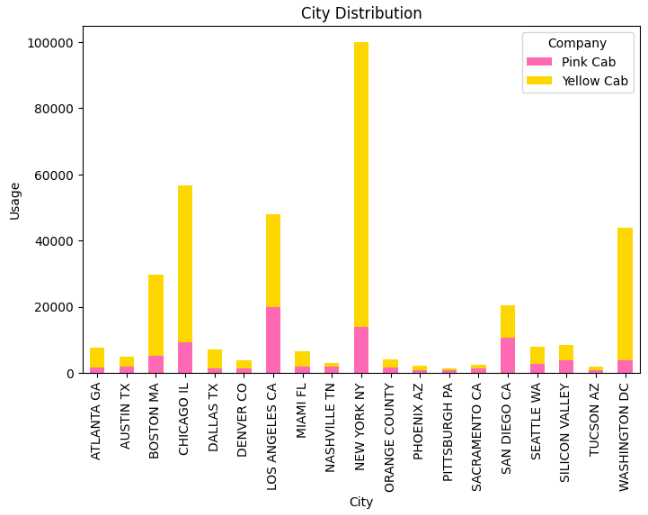 City Distribution
Company
Pink Cab
Yellow Cab
100000
80000
60000
40000
20000
0
Usage
ATLANTA GA
AUSTIN TX
BOSTON MA
CHICAGO IL
DALLAS TX
DENVER CO
LOS ANGELES CA
MIAMI FL
NASHVILLE TN
NEW YORK NY
ORANGE COUNTY
PHOENIX AZ
PITTSBURGH PA
SACRAMENTO CA
SAN DIEGO CA
SEATTLE WA
SILICON VALLEY
TUCSON AZ
WASHINGTON DC
City